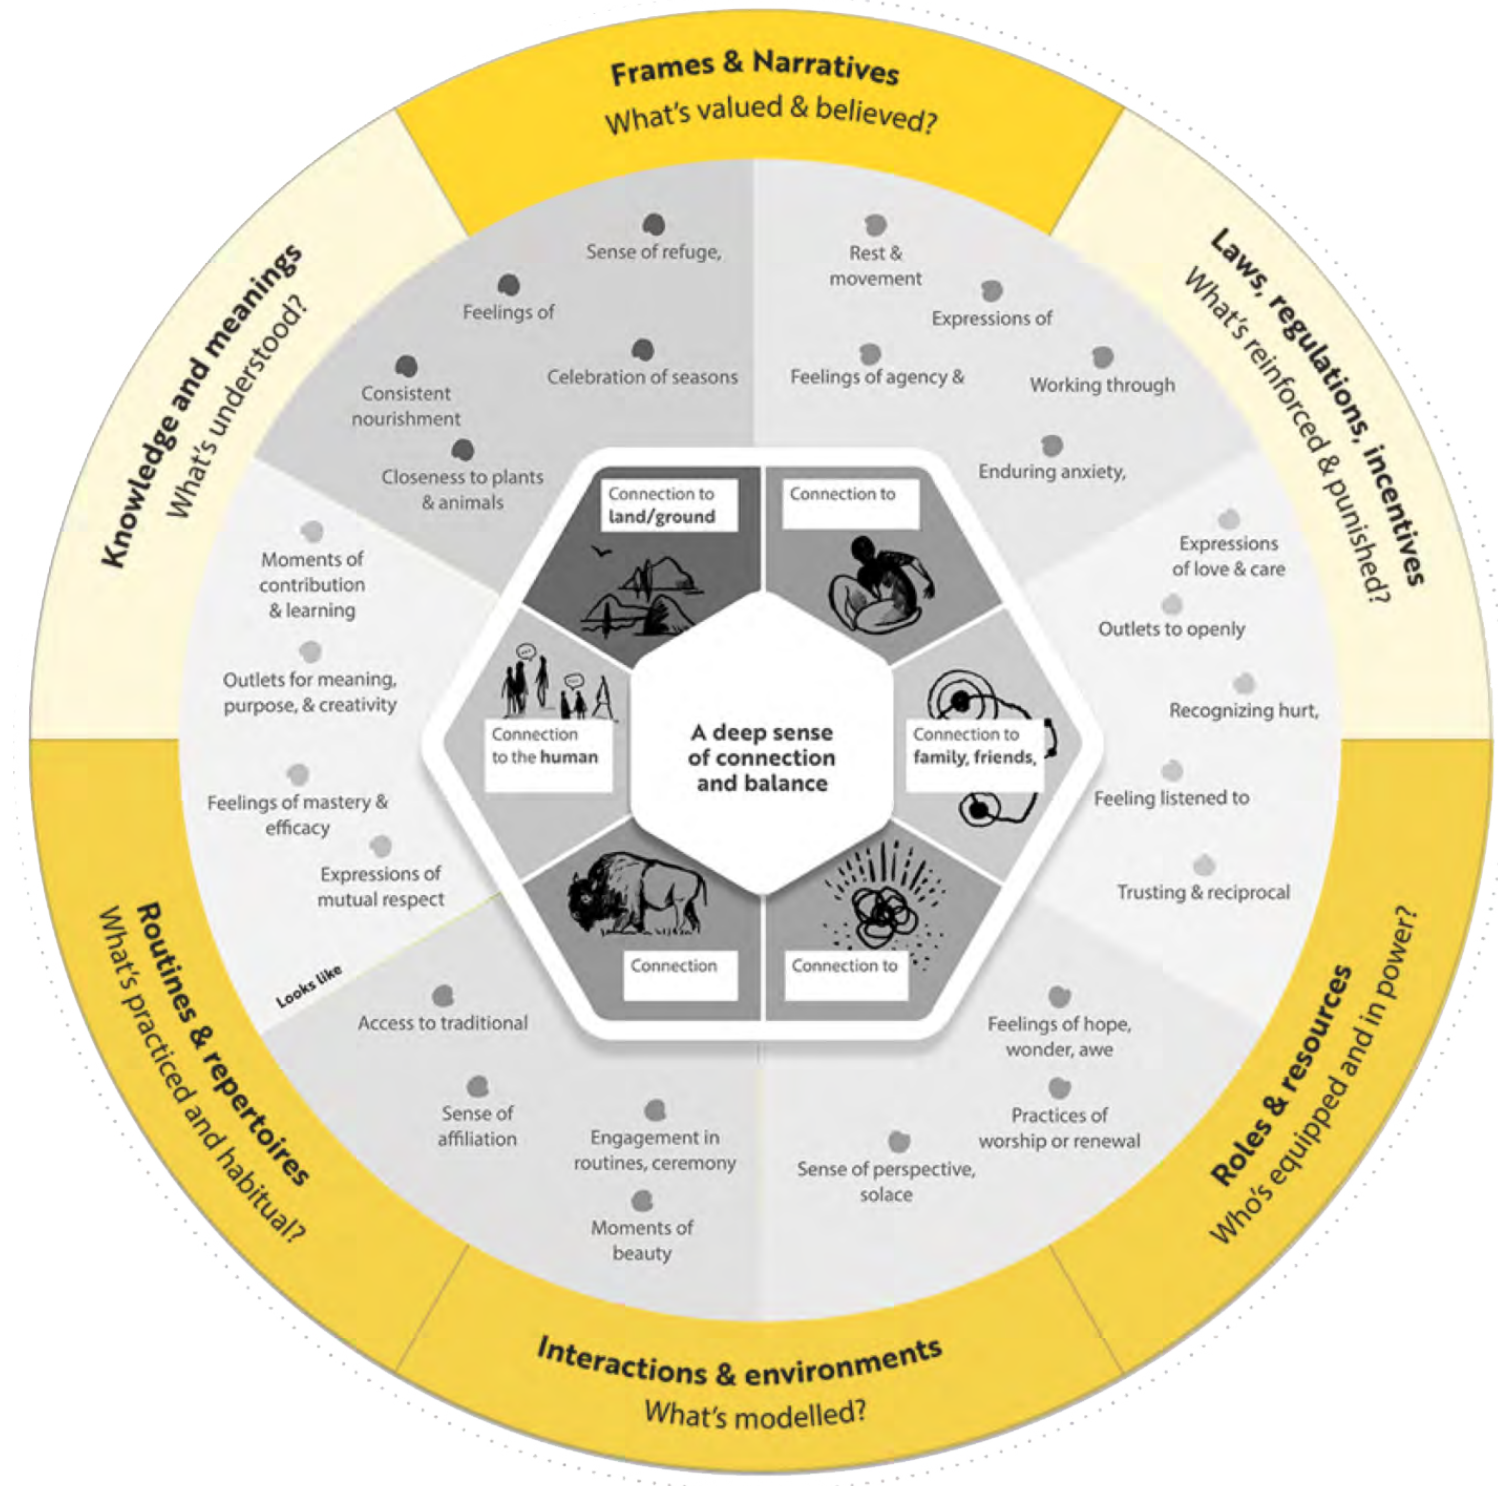 Frames & Narratives
What's valued & believed?
Laws, regulations, incentives
What's reinforced & punished?
Roles & resources
Who's equipped and in power?
Interactions & environments
What's modelled?
Routines & repertoires
What's practiced and habitual?
Knowledge and meanings
What's understood?
Sense of refuge,
Feelings of
Celebration of seasons
Consistent
nourishment
Closeness to plants
& animals
Rest &
movement
Expressions of
Feelings of agency &
Working through
Enduring anxiety,
Expressions
of love & care
Outlets to openly
Recognizing hurt,
Feeling listened to
Trusting & reciprocal
Feelings of hope,
wonder, awe
Practices of
worship or renewal
Sense of perspective,
solace
Access to traditional
Sense of
affiliation
Engagement in
routines, ceremony
Moments of
beauty
Looks like
Moments of
contribution
& learning
Outlets for meaning,
purpose, & creativity
Feelings of mastery &
efficacy
Expressions of
mutual respect
Connection to
land/ground
Connection to
Connection to
family, friends,
Connection to
Connection
Connection
to the human
A deep sense
of connection
and balance